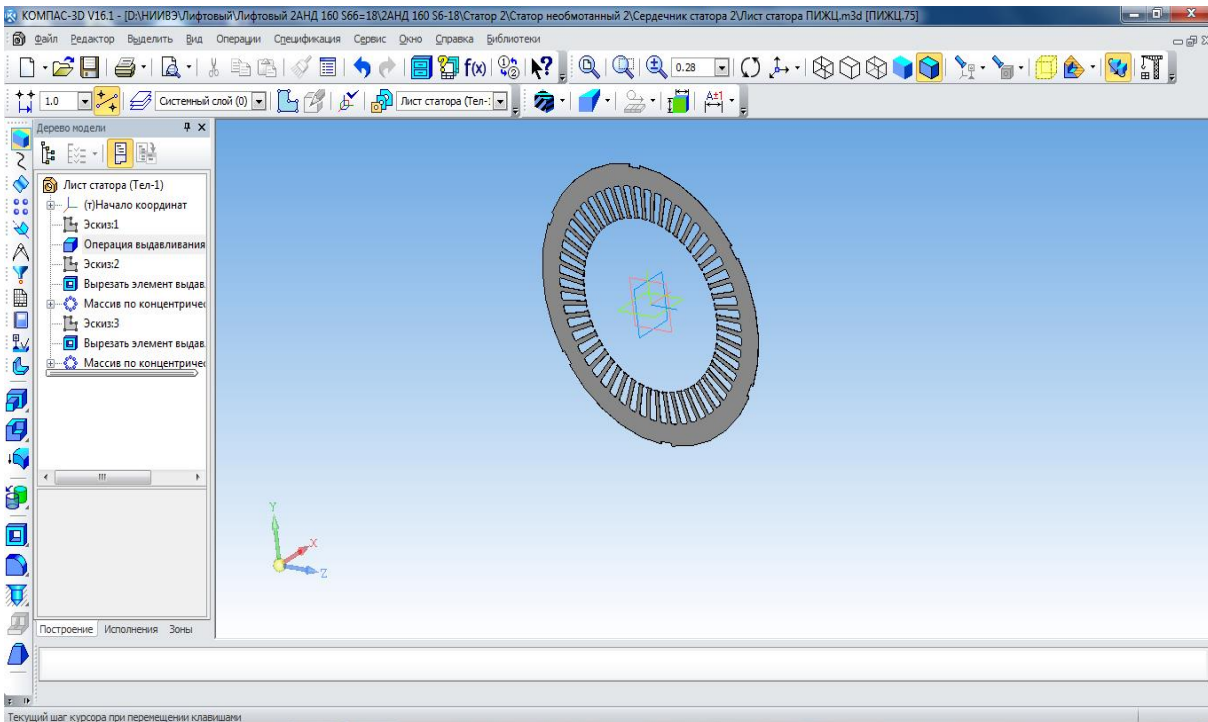 КОМПАС-3D V16.1 - [D:\НИИВЭ\Лифтовый\Лифтовый 2АНД 160 S66=18\2АНД 160 S6-18\Статор 2\Статор необмотанный 2\Сердечник статора 2\Лист статора ПИЖЦ.m3d [ПИЖЦ.75]
Файл Редактор Выделить Вид Операции Спецификация Сервис Окно Справка Библиотеки
f(x) 0.28
1.0 Системный слой (0) Лист статора (Тел-:
Дерево модели
Лист статора (Тел-1)
(т)Начало координат
Эскиз:1
Операция выдавливания
Эскиз:2
Вырезать элемент выдав.
Массив по концентричес
Эскиз:3
Вырезать элемент выдав.
Массив по концентричес
Y
X
Z
Построение Исполнения Зоны
Текущий шаг курсора при перемещении клавишами